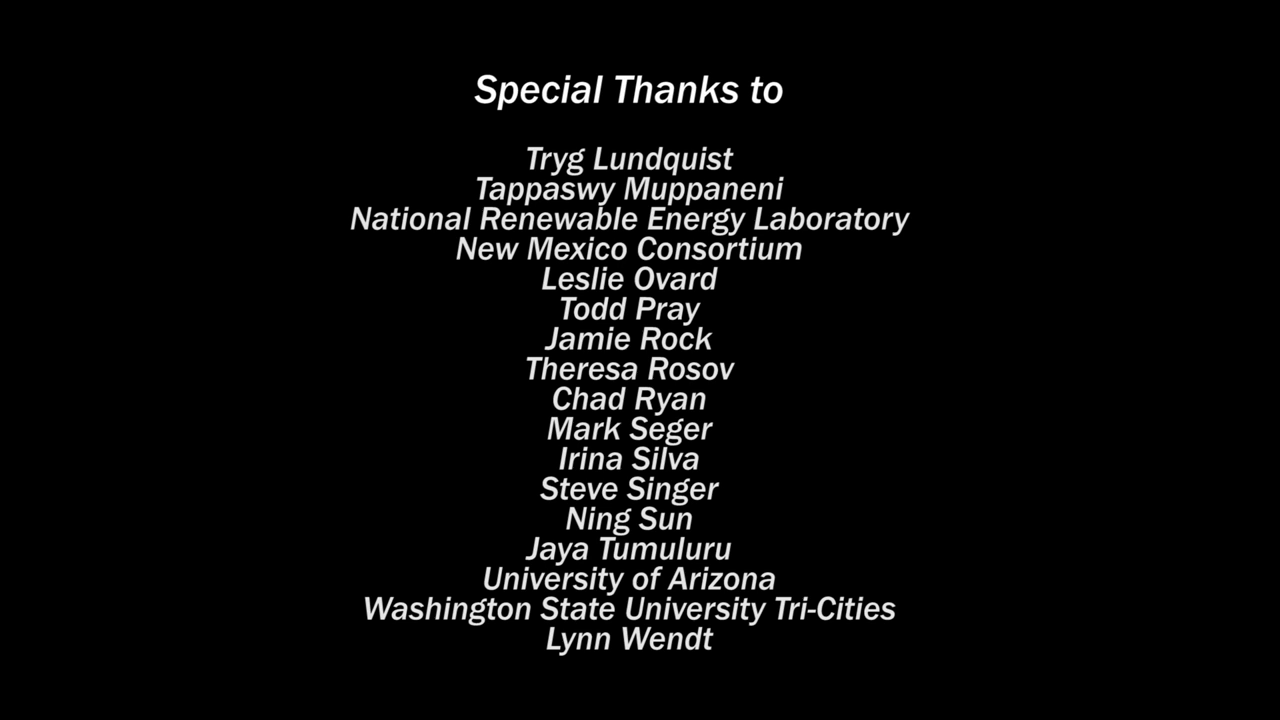 Special Thanks to
Tryg Lundquist
Tappaswy Muppaneni
National Renewable Energy Laboratory
New Mexico Consortium
Leslie Ovard
Todd Pray
Jamie Rock
Theresa Rosov
Chad Ryan
Mark Seger
Irina Silva
Steve Singer
Ning Sun
Jaya Tumuluru
University of Arizona
Washington State University Tri-Cities
Lynn Wendt